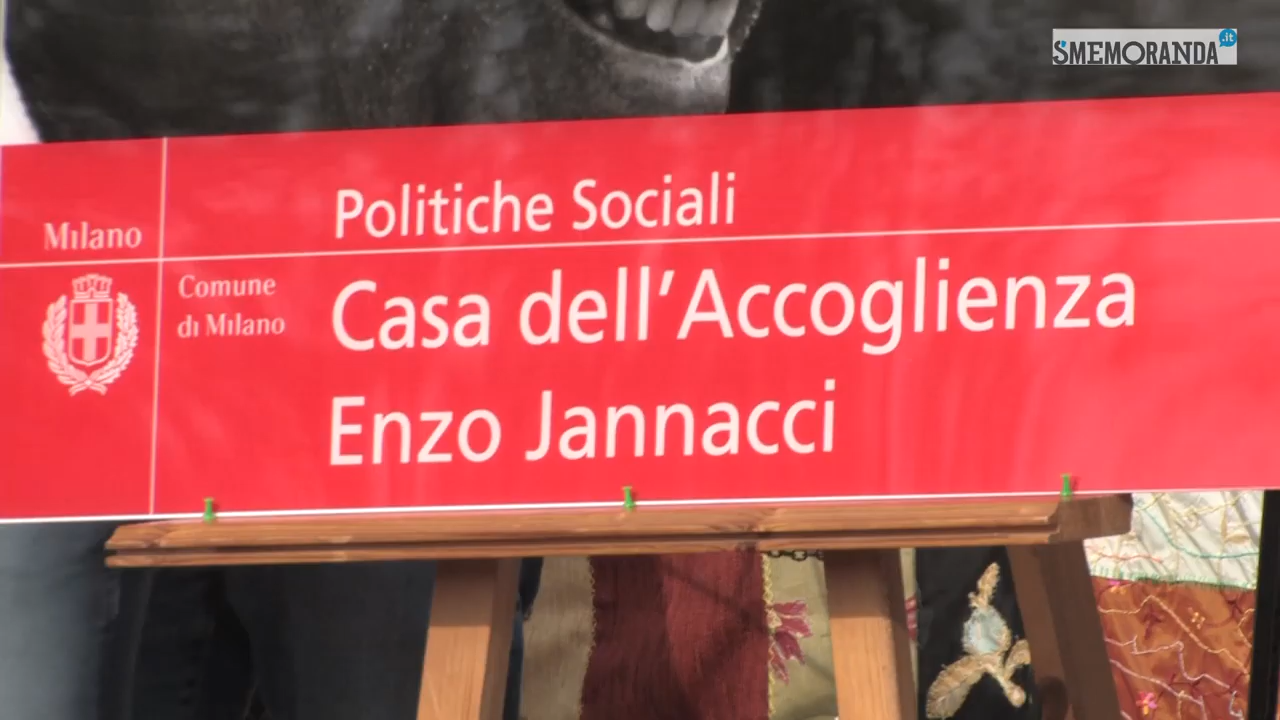 SMEMORANDA.it
Politiche Sociali
Milano
Comune
di Milano
Casa dell'Accoglienza
Enzo Jannacci